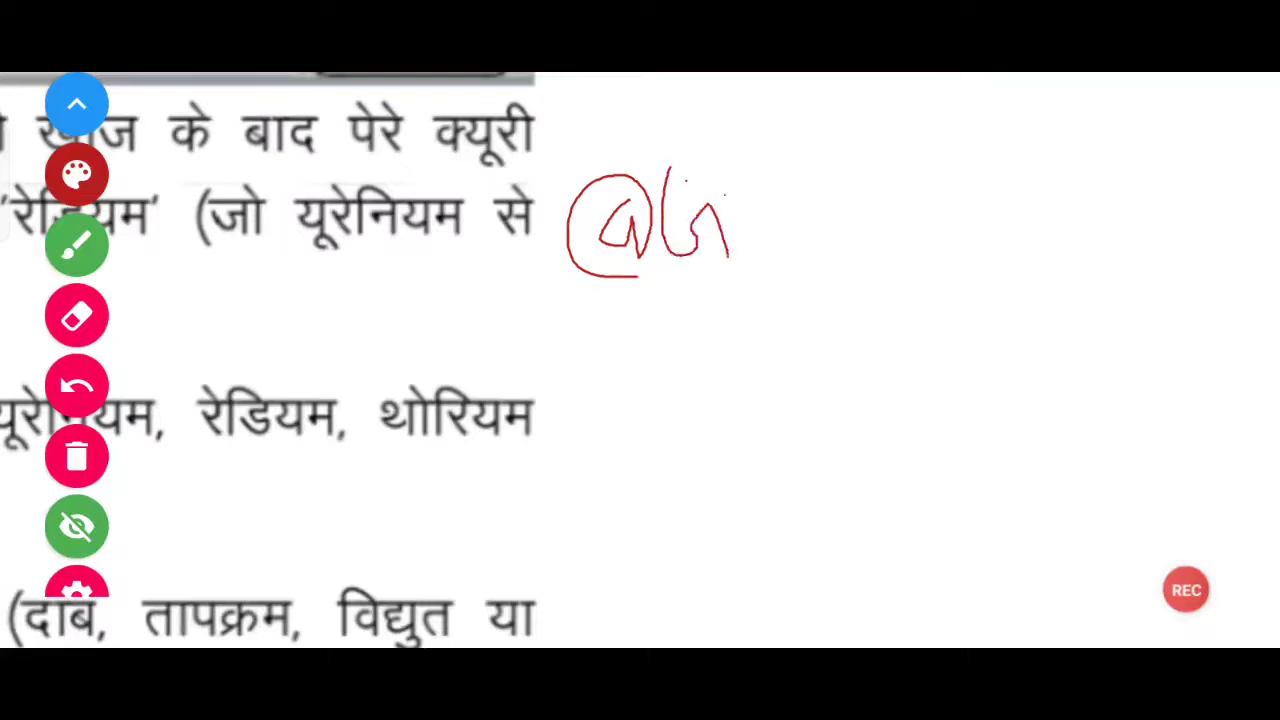 खोज के बाद पेरे क्यूरी
'रेडियम' (जो यूरेनियम से
यूरेनियम, रेडियम, थोरियम
(दाब, तापक्रम, विद्युत या
REC